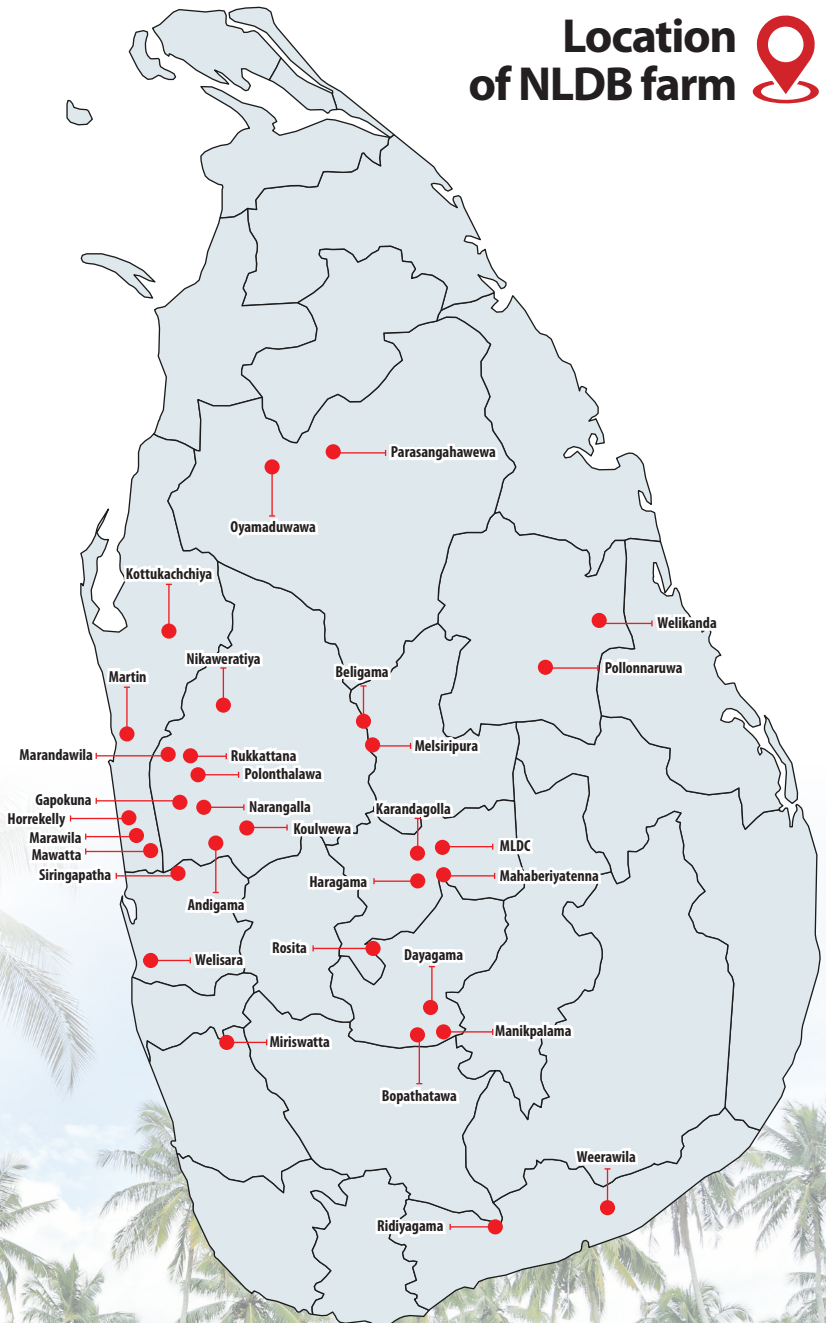 Location
of NLDB farm
Parasangahawewa
Oyamaduwawa
Kottukachchiya
Welikanda
Nikaweratiya
Pollonnaruwa
Beligama
Martin
Melsiripura
Marandawila
Rukkattana
Polonthalawa
Gapokuna
Narangalla
Karandagolla
Horrekelly
Koulwewa
Marawila
MLDC
Mawatta
Siringapatha
Mahaberiyatenna
Haragama
Andigama
Rosita
Dayagama
Welisara
Manikpalama
Miriswatta
Bopathatawa
Weerawila
Ridiyagama